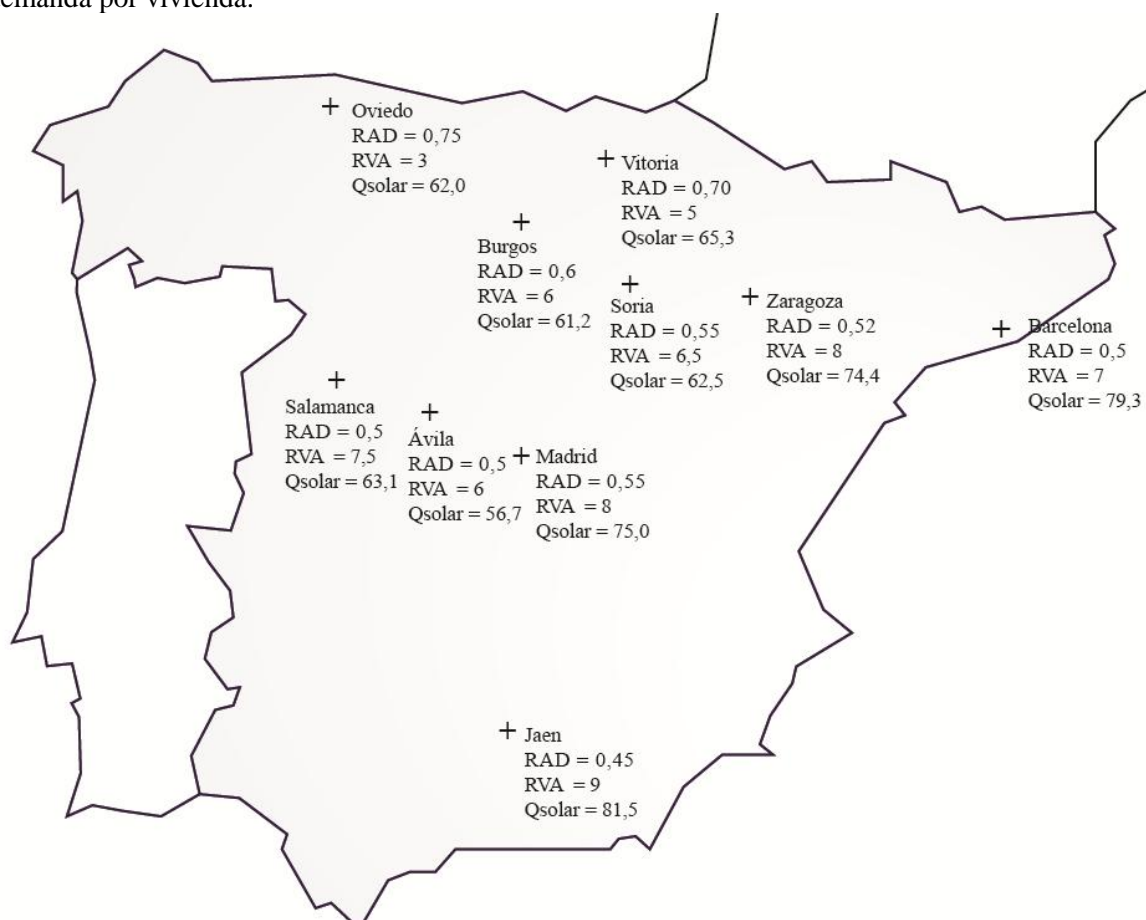 emanda por vivienda.
Oviedo
RAD = 0,75
RVA = 3
Qsolar = 62,0
Vitoria
RAD = 0,70
RVA = 5
Qsolar = 65,3
Burgos
RAD = 0,6
RVA = 6
Qsolar = 61,2
Soria
RAD = 0,55
RVA = 6,5
Qsolar = 62,5
Zaragoza
RAD = 0,52
RVA = 8
Qsolar = 74,4
Barcelona
RAD = 0,5
RVA = 7
Qsolar = 79,3
Salamanca
RAD = 0,5
RVA = 7,5
Qsolar = 63,1
Ávila
RAD = 0,5
RVA = 6
Qsolar = 56,7
Madrid
RAD = 0,55
RVA = 8
Qsolar = 75,0
Jaen
RAD = 0,45
RVA = 9
Qsolar = 81,5